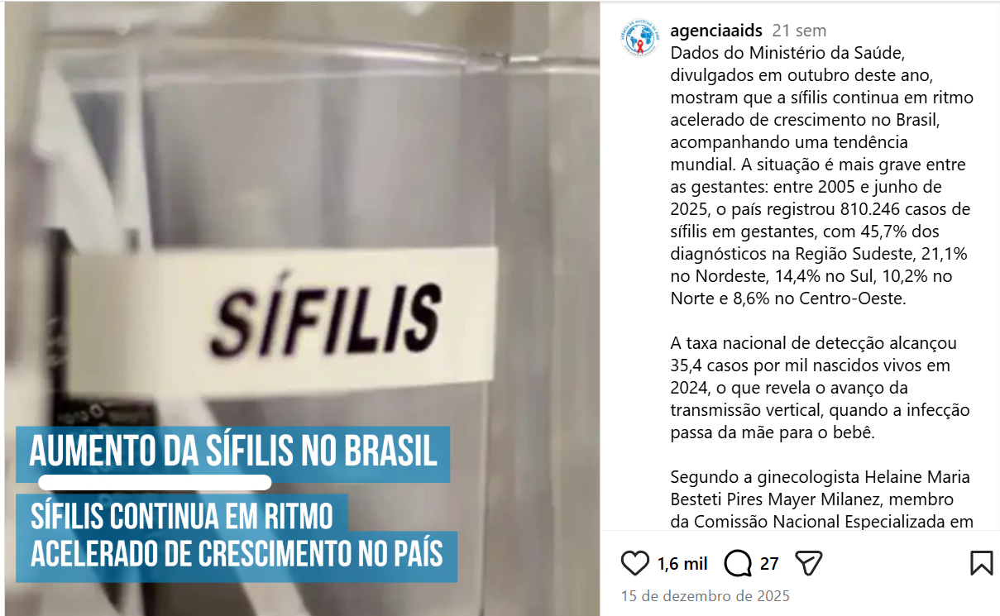 SÍFILIS
AUMENTO DA SÍFILIS NO BRASIL
SÍFILIS CONTINUA EM RITMO
ACELERADO DE CRESCIMENTO NO PAÍS
agenciaaids 21 sem
Dados do Ministério da Saúde,
divulgados em outubro deste ano,
mostram que a sífilis continua em ritmo
acelerado de crescimento no Brasil,
acompanhando uma tendência
mundial. A situação é mais grave entre
as gestantes: entre 2005 e junho de
2025, o país registrou 810.246 casos de
sífilis em gestantes, com 45,7% dos
diagnósticos na Região Sudeste, 21,1%
no Nordeste, 14,4% no Sul, 10,2% no
Norte e 8,6% no Centro-Oeste.
A taxa nacional de detecção alcançou
35,4 casos por mil nascidos vivos em
2024, o que revela o avanço da
transmissão vertical, quando a infecção
passa da mãe para o bebê.
Segundo a ginecologista Helaine Maria
Besteti Pires Mayer Milanez, membro
da Comissão Nacional Especializada em
1,6 mil 27
15 de dezembro de 2025